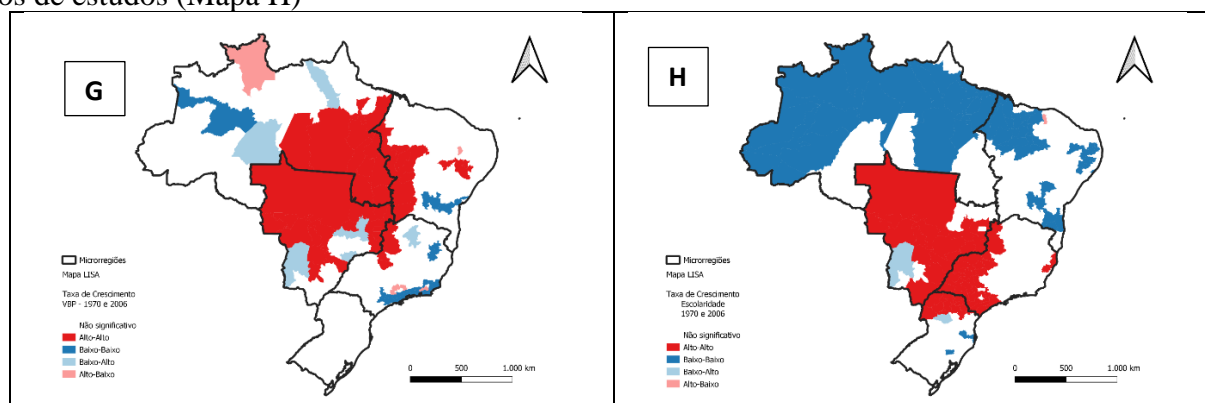 os de estudos (Mapa H)
G
Microrregiões
Mapa LISA
Taxa de Crescimento
VBP - 1970 e 2006
Não significativo
Alto-Alto
Baixo-Baixo
Baixo-Alto
Alto-Baixo
0 500 1.000 km
H
Microrregiões
Mapa LISA
Taxa de Crescimento
Escolaridade
1970 e 2006
Não significativo
Alto-Alto
Baixo-Baixo
Baixo-Alto
Alto-Baixo
0 500 1.000 km